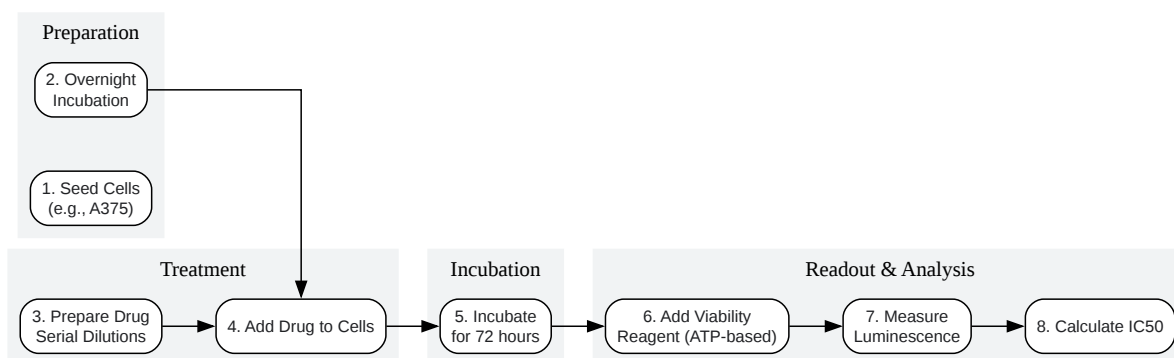 Preparation
2. Overnight
Incubation
1. Seed Cells
(e.g., A375)
Treatment
3. Prepare Drug
Serial Dilutions
4. Add Drug to Cells
Incubation
5. Incubate
for 72 hours
Readout & Analysis
6. Add Viability
Reagent (ATP-based)
7. Measure
Luminescence
8. Calculate IC50